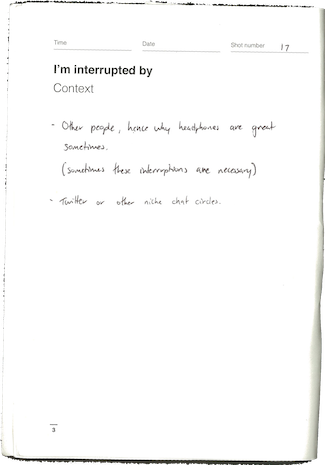 Time Date Shot number 17
I'm interrupted by
Context
- Other people, hence why headphones are great
sometimes.
(sometimes these interruptions are necessary)
- Twitter or other niche chat circles.
3